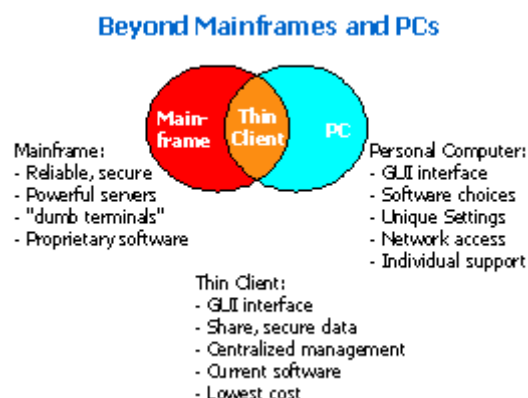 Beyond Mainframes and PCs
Main-
frame
Thin
Client
PC
Mainframe:
- Reliable, secure
- Powerful servers
- "dumb terminals"
- Proprietary software
Personal Computer:
- GUI interface
- Software choices
- Unique Settings
- Network access
- Individual support
Thin Client:
- GUI interface
- Share, secure data
- Centralized management
- Current software
- Lowest cost